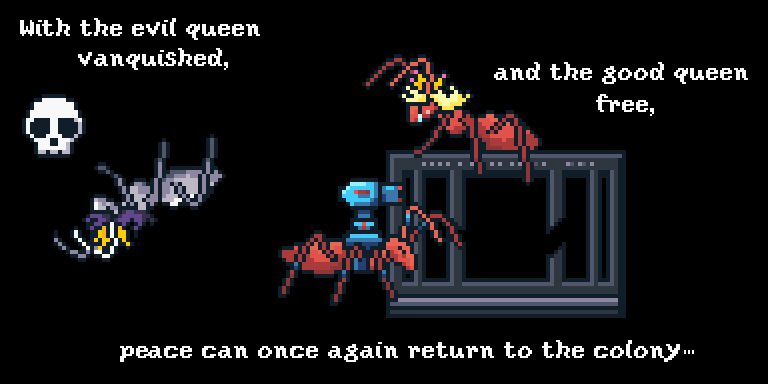 With the evil queen
vanquished,
and the good queen
free,
peace can once again return to the colony…